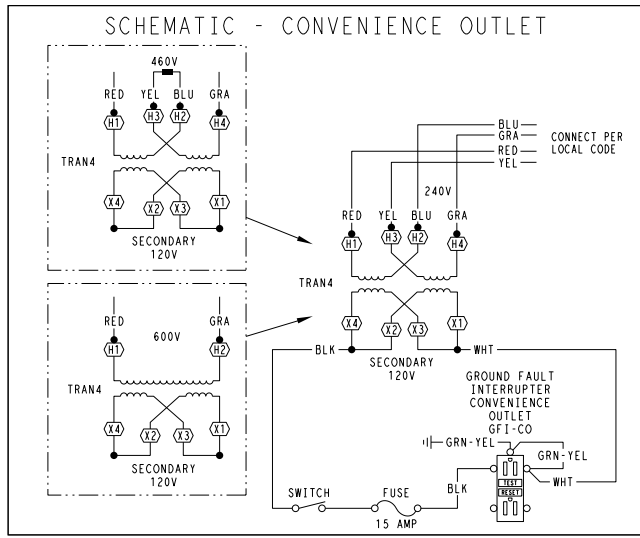 SCHEMATIC - CONVENIENCE OUTLET
460V
RED YEL BLU GRA
H1 H3 H2 H4
TRAN4
X4 X2 X3 X1
SECONDARY
120V
600V
RED GRA
H1 H2
TRAN4
X4 X2 X3 X1
SECONDARY
120V
BLU
GRA
RED
YEL
CONNECT PER
LOCAL CODE
240V
RED YEL BLU GRA
H1 H3 H2 H4
TRAN4
X4 X2 X3 X1
BLK
WHT
SECONDARY
120V
GROUND FAULT
INTERRUPTER
CONVENIENCE
OUTLET
GFI-CO
GRN-YEL
GRN-YEL
WHT
BLK
TEST
RESET
SWITCH
FUSE
15 AMP